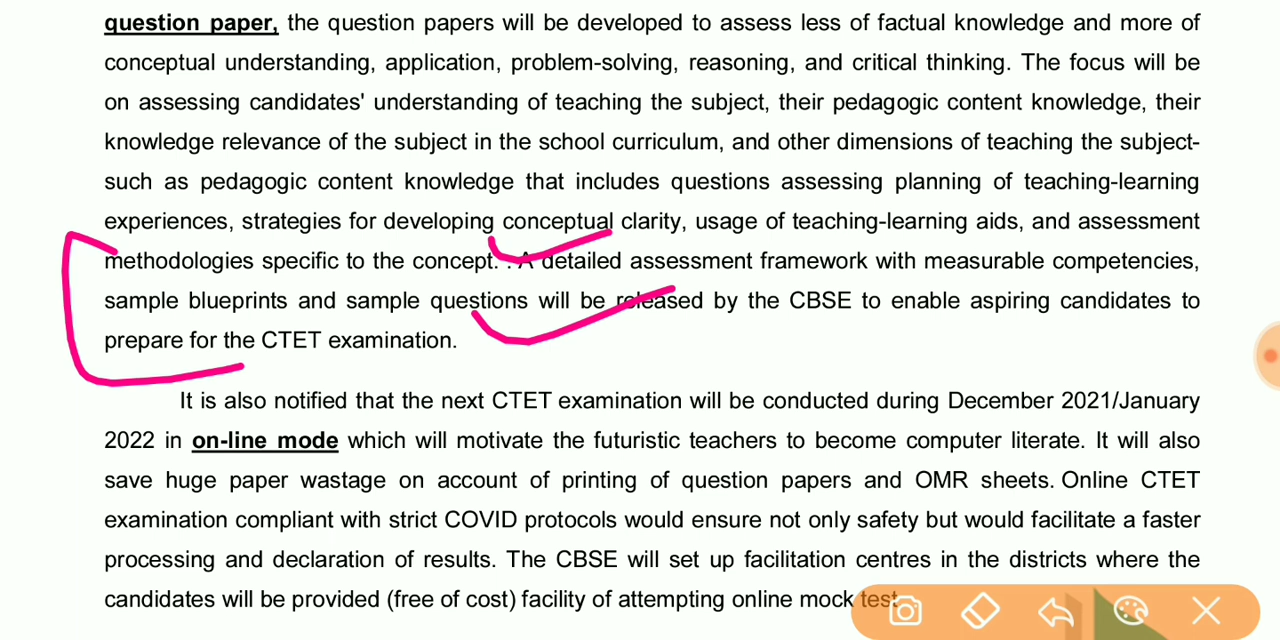 question paper, the question papers will be developed to assess less of factual knowledge and more of
conceptual understanding, application, problem-solving, reasoning, and critical thinking. The focus will be
on assessing candidates' understanding of teaching the subject, their pedagogic content knowledge, their
knowledge relevance of the subject in the school curriculum, and other dimensions of teaching the subject-
such as pedagogic content knowledge that includes questions assessing planning of teaching-learning
experiences, strategies for developing conceptual clarity, usage of teaching-learning aids, and assessment
methodologies specific to the concept. . A detailed assessment framework with measurable competencies,
sample blueprints and sample questions will be released by the CBSE to enable aspiring candidates to
prepare for the CTET examination.
It is also notified that the next CTET examination will be conducted during December 2021/January
2022 in on-line mode which will motivate the futuristic teachers to become computer literate. It will also
save huge paper wastage on account of printing of question papers and OMR sheets. Online CTET
examination compliant with strict COVID protocols would ensure not only safety but would facilitate a faster
processing and declaration of results. The CBSE will set up facilitation centres in the districts where the
candidates will be provided (free of cost) facility of attempting online mock test